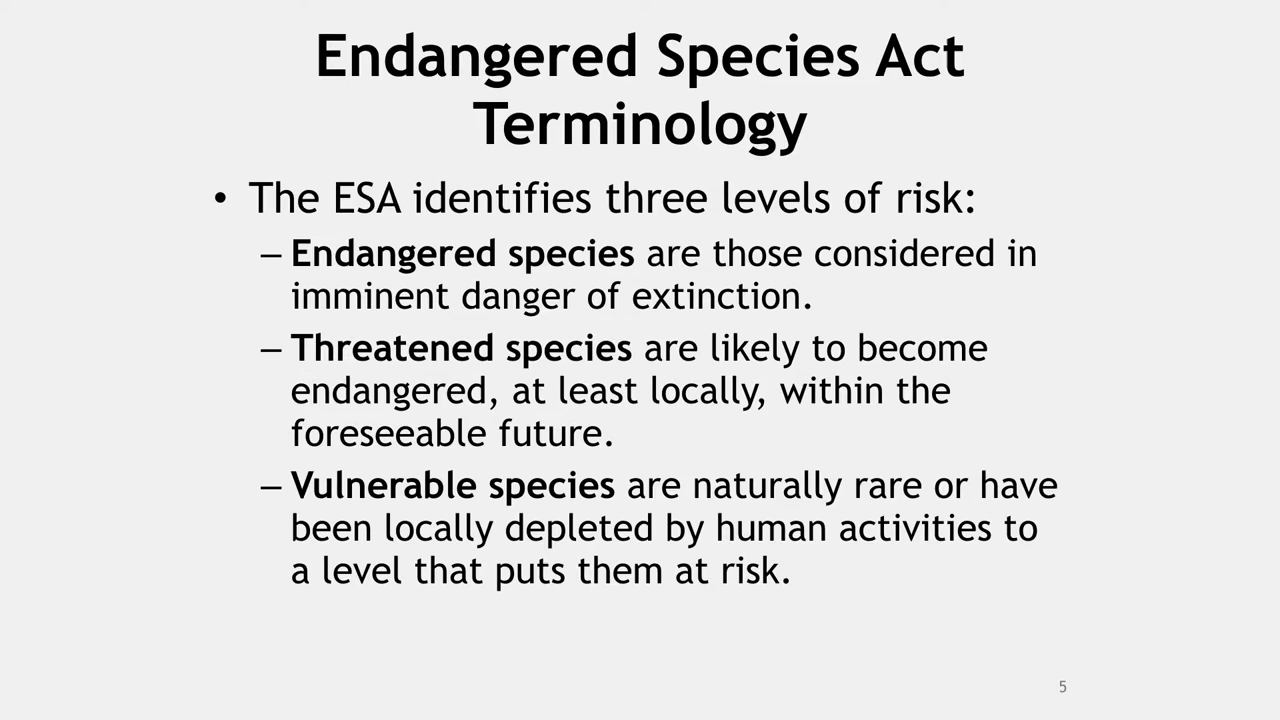 Endangered Species Act
Terminology
• The ESA identifies three levels of risk:
– Endangered species are those considered in
imminent danger of extinction.
– Threatened species are likely to become
endangered, at least locally, within the
foreseeable future.
– Vulnerable species are naturally rare or have
been locally depleted by human activities to
a level that puts them at risk.
5